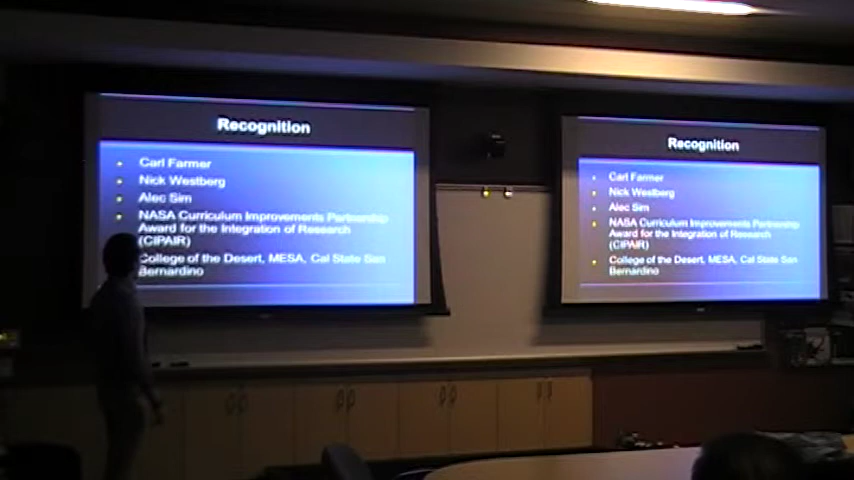 Recognition
Carl Farmer
Nick Westberg
Alec Sim
NASA Curriculum Improvements Partnership
Award for the Integration of Research
(CIPAIR)
College of the Desert, MESA, Cal State San
Bernardino
Recognition
Carl Farmer
Nick Westberg
Alec Sim
NASA Curriculum Improvements Partnership
Award for the Integration of Research
(CIPAIR)
College of the Desert, MESA, Cal State San
Bernardino